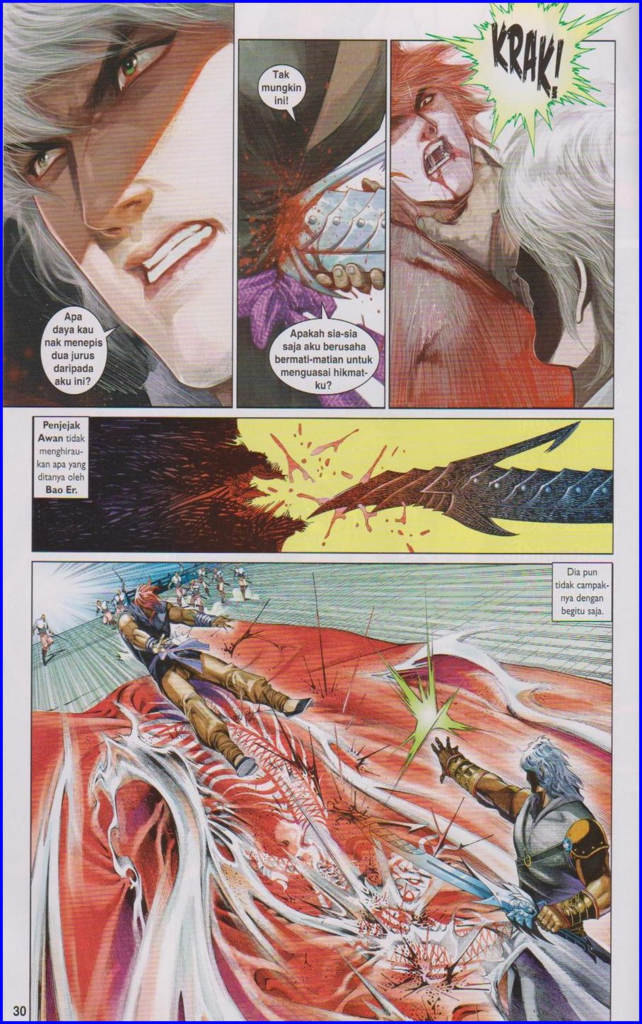 Apa
daya kau
nak menepis
dua jurus
daripada
aku ini?
Tak
mungkin
ini!
Apakah sia-sia
saja aku berusaha
bermati-matian untuk
menguasai hikmat-
ku?
KRAK!
Penjejak
Awan tidak
menghirau-
kan apa yang
ditanya oleh
Bao Er.
Dia pun
tidak campak-
nya dengan
begitu saja.
30